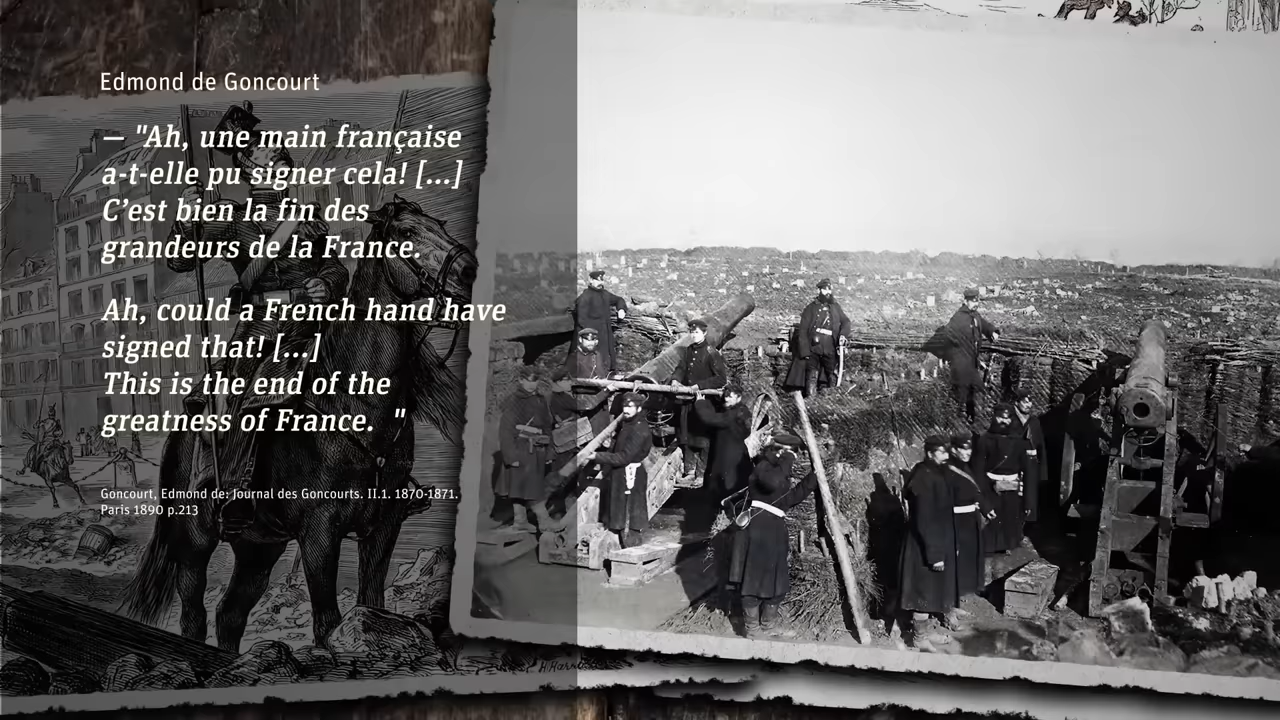 Edmond de Goncourt
— "Ah, une main française
a-t-elle pu signer cela! [...]
C’est bien la fin des
grandeurs de la France.
Ah, could a French hand have
signed that! [...]
This is the end of the
greatness of France. "
Goncourt, Edmond de: Journal des Goncourts. II.1. 1870-1871.
Paris 1890 p.213